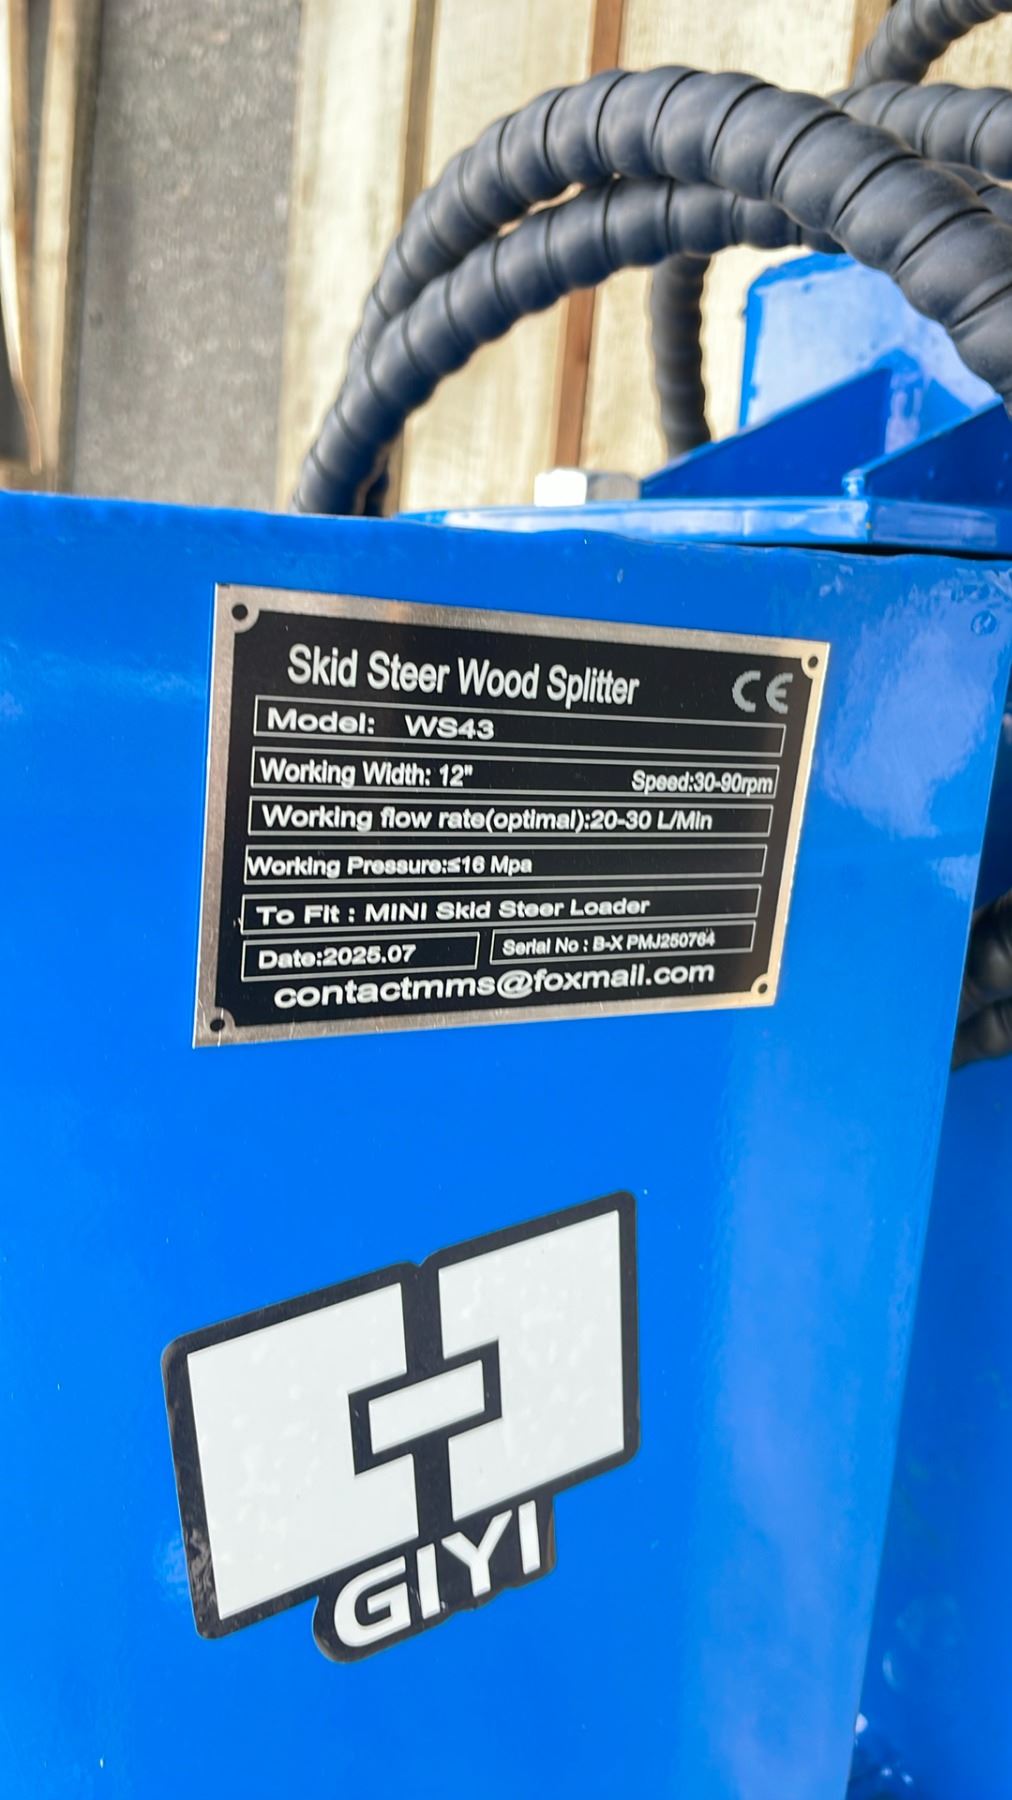 Skid Steer Wood Splitter CE
Model: WS43
Working Width: 12" Speed:30-90rpm
Working flow rate(optimal):20-30 L/Min
Working Pressure:≤16 Mpa
To Fit : MINI Skid Steer Loader
Date:2025.07 Serial No : B-X PMJ250764
contactmms@foxmail.com
GIYI